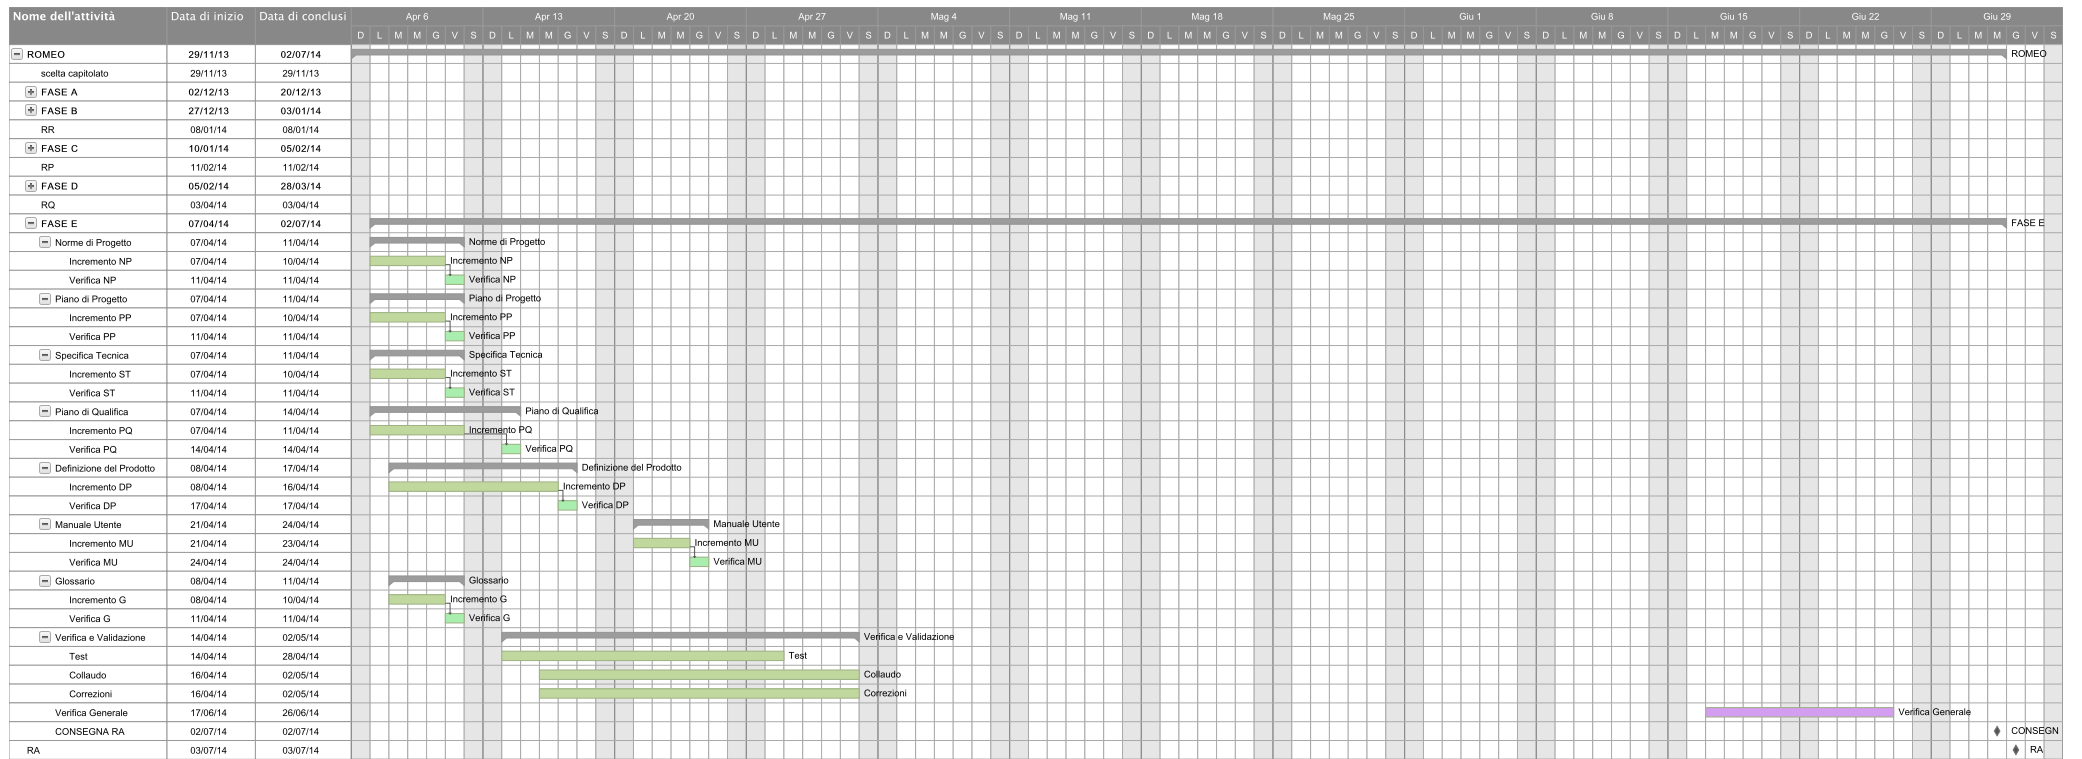 Nome dell'attività Data di inizio Data di conclusi Apr 6 Apr 13 Apr 20 Apr 27 Mag 4 Mag 11 Mag 18 Mag 25 Giu 1 Giu 8 Giu 15 Giu 22 Giu 29
D L M M G V S D L M M G V S D L M M G V S D L M M G V S D L M M G V S D L M M G V S D L M M G V S D L M M G V S D L M M G V S D L M M G V S D L M M G V S D L M M G V S D L M M G V S
ROMEO 29/11/13 02/07/14 ROMEO
scelta capitolato 29/11/13 29/11/13
FASE A 02/12/13 20/12/13
FASE B 27/12/13 03/01/14
RR 08/01/14 08/01/14
FASE C 10/01/14 05/02/14
RP 11/02/14 11/02/14
FASE D 05/02/14 28/03/14
RQ 03/04/14 03/04/14
FASE E 07/04/14 02/07/14 FASE E
Norme di Progetto 07/04/14 11/04/14 Norme di Progetto
Incremento NP 07/04/14 10/04/14 Incremento NP
Verifica NP 11/04/14 11/04/14 Verifica NP
Piano di Progetto 07/04/14 11/04/14 Piano di Progetto
Incremento PP 07/04/14 10/04/14 Incremento PP
Verifica PP 11/04/14 11/04/14 Verifica PP
Specifica Tecnica 07/04/14 11/04/14 Specifica Tecnica
Incremento ST 07/04/14 10/04/14 Incremento ST
Verifica ST 11/04/14 11/04/14 Verifica ST
Piano di Qualifica 07/04/14 14/04/14 Piano di Qualifica
Incremento PQ 07/04/14 11/04/14 Incremento PQ
Verifica PQ 14/04/14 14/04/14 Verifica PQ
Definizione del Prodotto 08/04/14 17/04/14 Definizione del Prodotto
Incremento DP 08/04/14 16/04/14 Incremento DP
Verifica DP 17/04/14 17/04/14 Verifica DP
Manuale Utente 21/04/14 24/04/14 Manuale Utente
Incremento MU 21/04/14 23/04/14 Incremento MU
Verifica MU 24/04/14 24/04/14 Verifica MU
Glossario 08/04/14 11/04/14 Glossario
Incremento G 08/04/14 10/04/14 Incremento G
Verifica G 11/04/14 11/04/14 Verifica G
Verifica e Validazione 14/04/14 02/05/14 Verifica e Validazione
Test 14/04/14 28/04/14 Test
Collaudo 16/04/14 02/05/14 Collaudo
Correzioni 16/04/14 02/05/14 Correzioni
Verifica Generale 17/06/14 26/06/14 Verifica Generale
CONSEGNA RA 02/07/14 02/07/14 CONSEGN
RA 03/07/14 03/07/14 RA